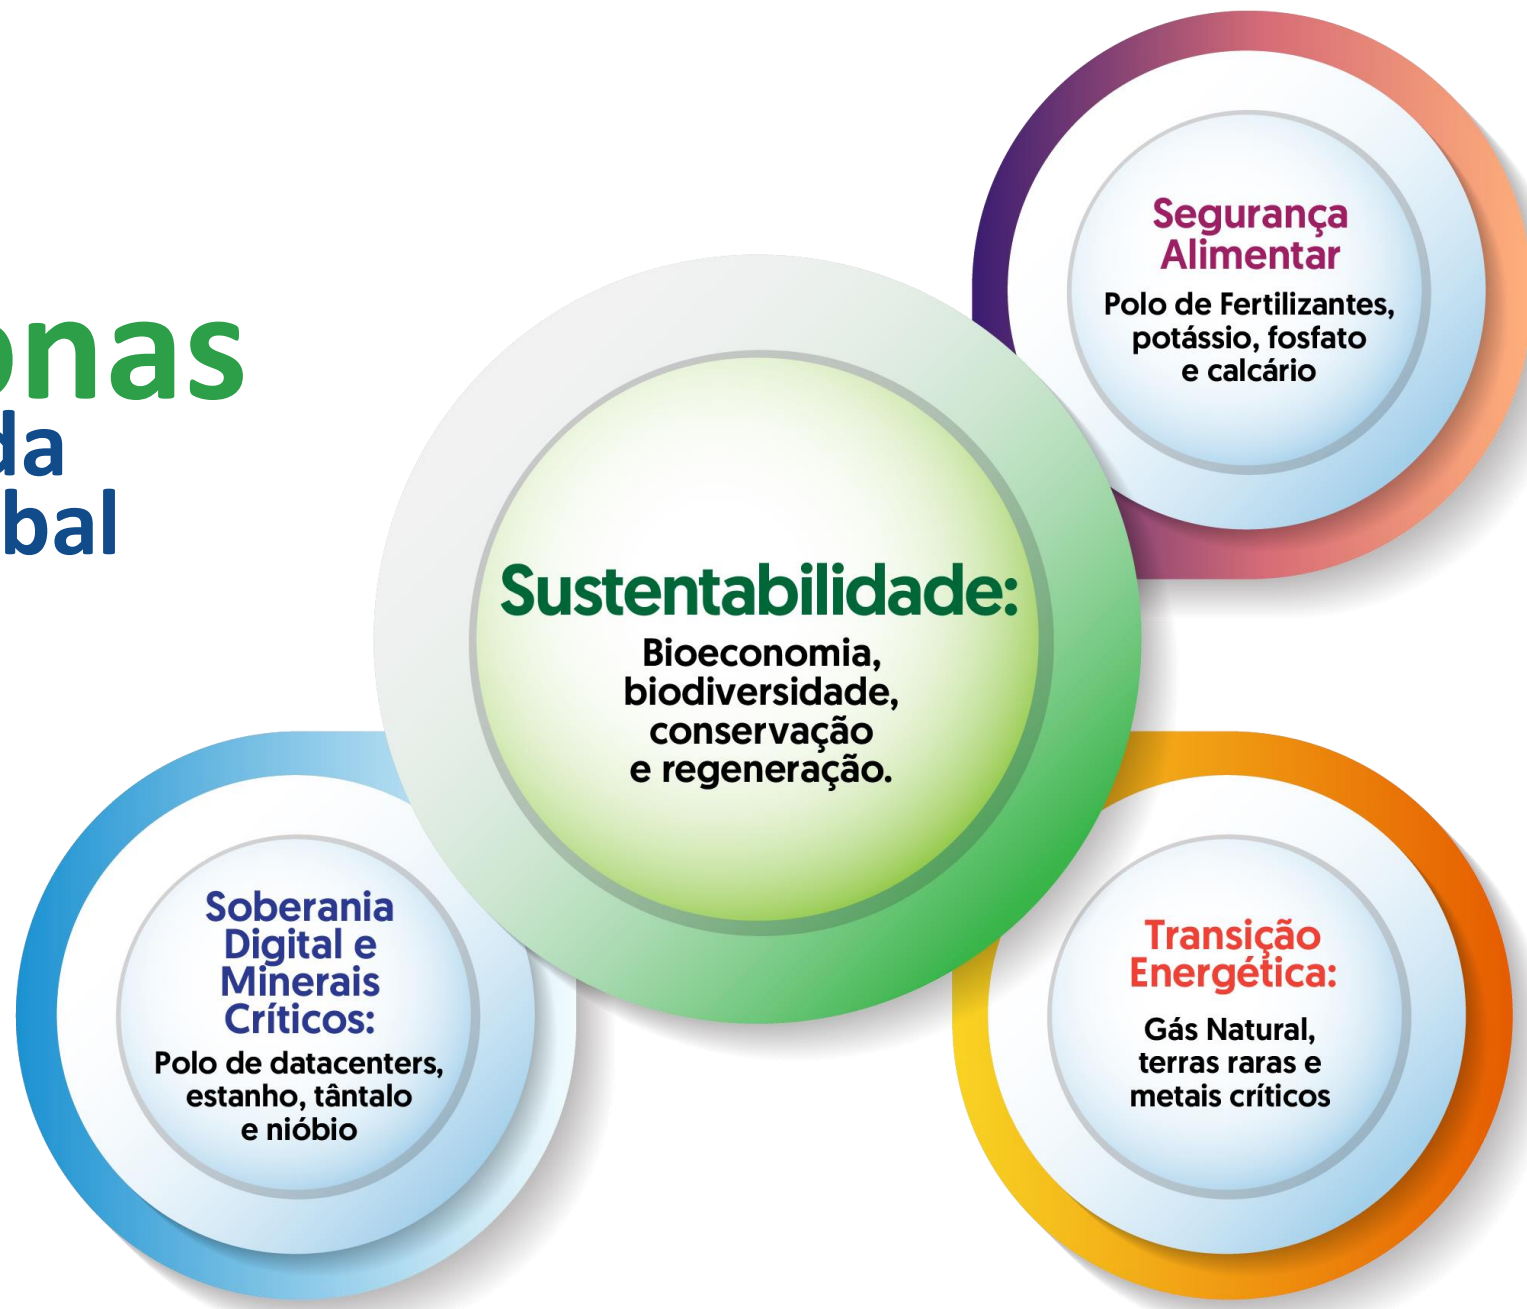 onas
da
bal
Segurança
Alimentar
Polo de Fertilizantes,
potássio, fosfato
e calcário
Sustentabilidade:
Bioeconomia,
biodiversidade,
conservação
e regeneração.
Soberania
Digital e
Minerais
Críticos:
Polo de datacenters,
estanho, tântalo
e nióbio
Transição
Energética:
Gás Natural,
terras raras e
metais críticos